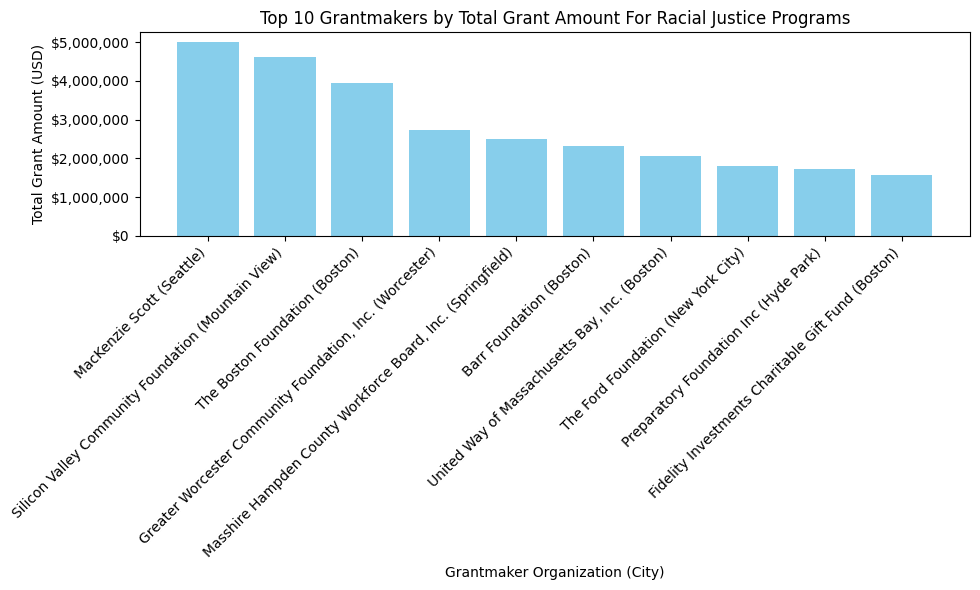 Top 10 Grantmakers by Total Grant Amount For Racial Justice Programs
Total Grant Amount (USD)
$5,000,000
$4,000,000
$3,000,000
$2,000,000
$1,000,000
$0
MacKenzie Scott (Seattle)
Silicon Valley Community Foundation (Mountain View)
The Boston Foundation (Boston)
Greater Worcester Community Foundation, Inc. (Worcester)
Masshire Hampden County Workforce Board, Inc. (Springfield)
Barr Foundation (Boston)
United Way of Massachusetts Bay, Inc. (Boston)
The Ford Foundation (New York City)
Preparatory Foundation Inc (Hyde Park)
Fidelity Investments Charitable Gift Fund (Boston)
Grantmaker Organization (City)